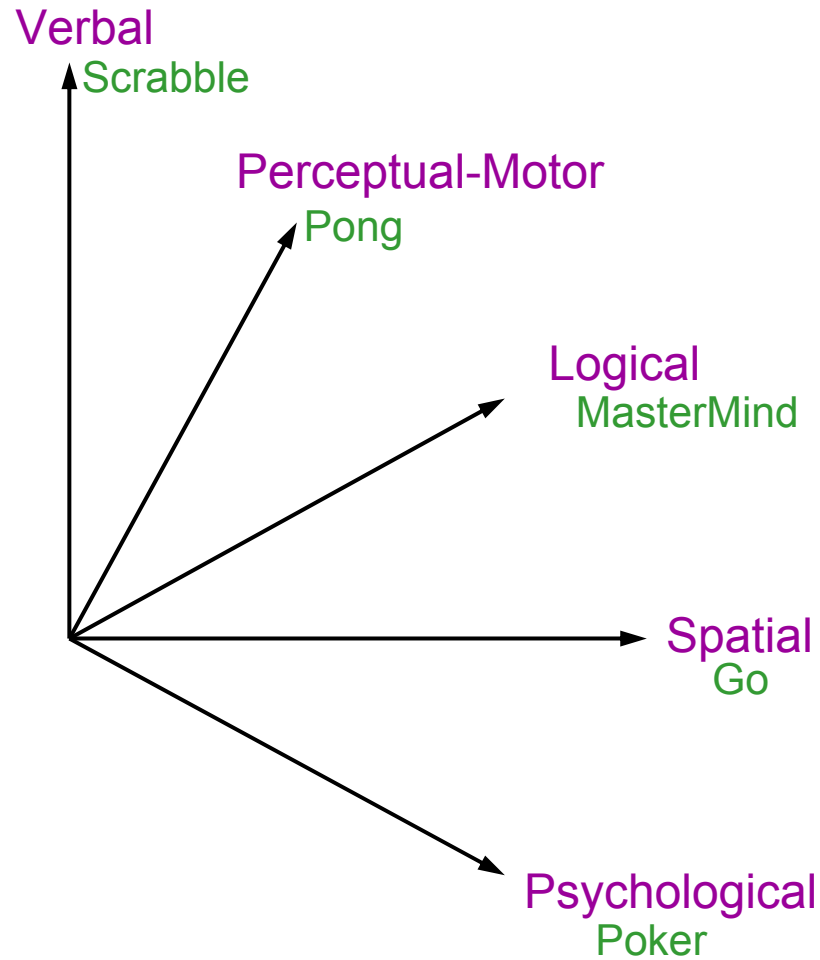 Verbal
Scrabble
Perceptual-Motor
Pong
Logical
MasterMind
Spatial
Go
Psychological
Poker